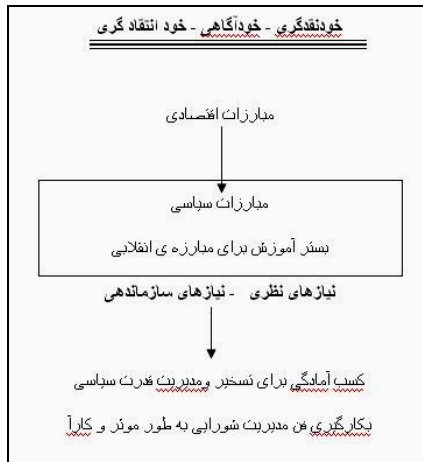 خودنقدگری - خودآگاهی - خود انتقاد گری
مبارزات اقتصادی
مبارزات سیاسی
بستر آموزش برای مبارزه ی انقلابی
نیازهای نظری - نیازهای سازماندهی
کسب آمادگی برای تسخیر ومدیریت قدرت سیاسی
بکارگیری فن مدیریت شورایی به طور موثر و کارآ